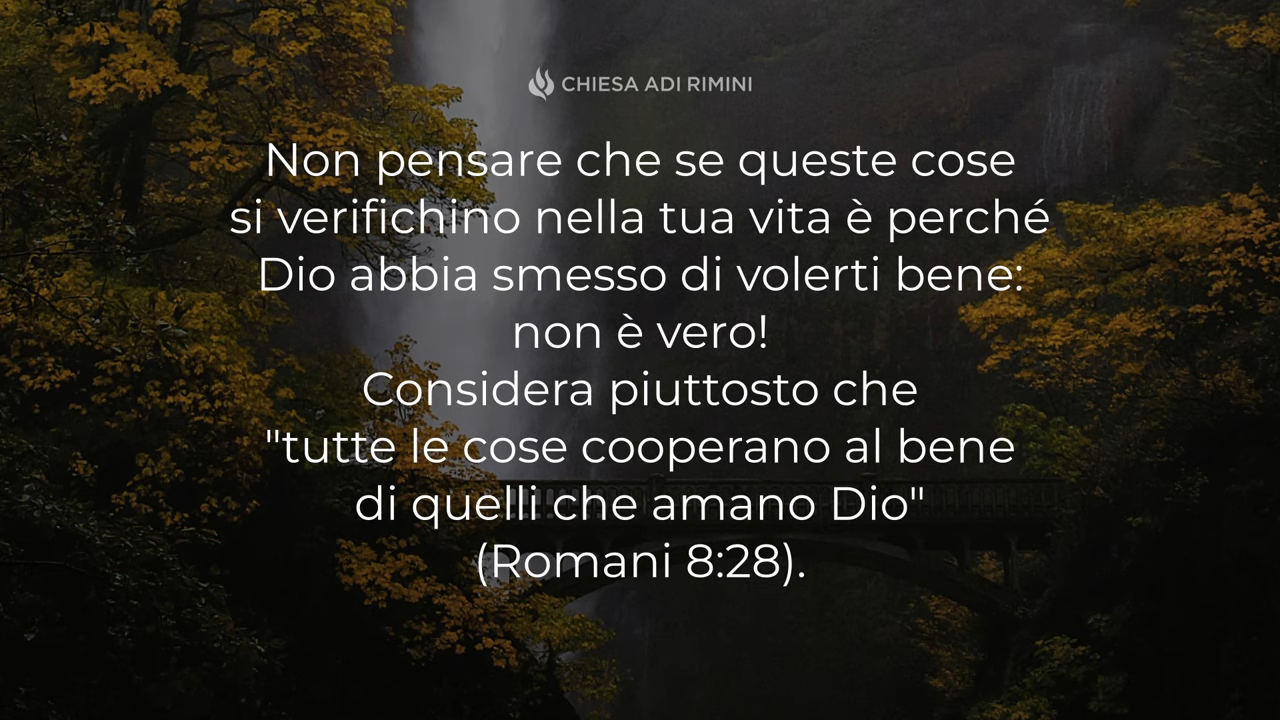 CHIESA ADI RIMINI
Non pensare che se queste cose
si verifichino nella tua vita è perché
Dio abbia smesso di volerti bene:
non è vero!
Considera piuttosto che
"tutte le cose cooperano al bene
di quelli che amano Dio"
(Romani 8:28).